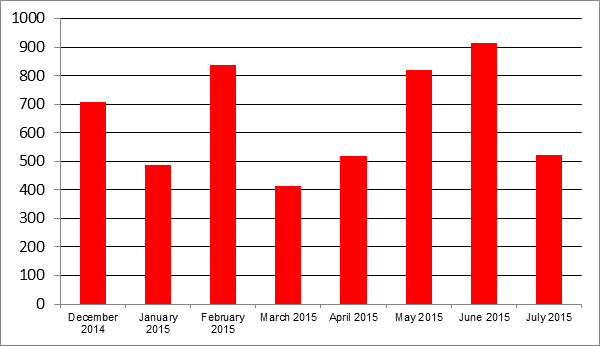 1000
900
800
700
600
500
400
300
200
100
0
December 2014
January 2015
February 2015
March 2015
April 2015
May 2015
June 2015
July 2015